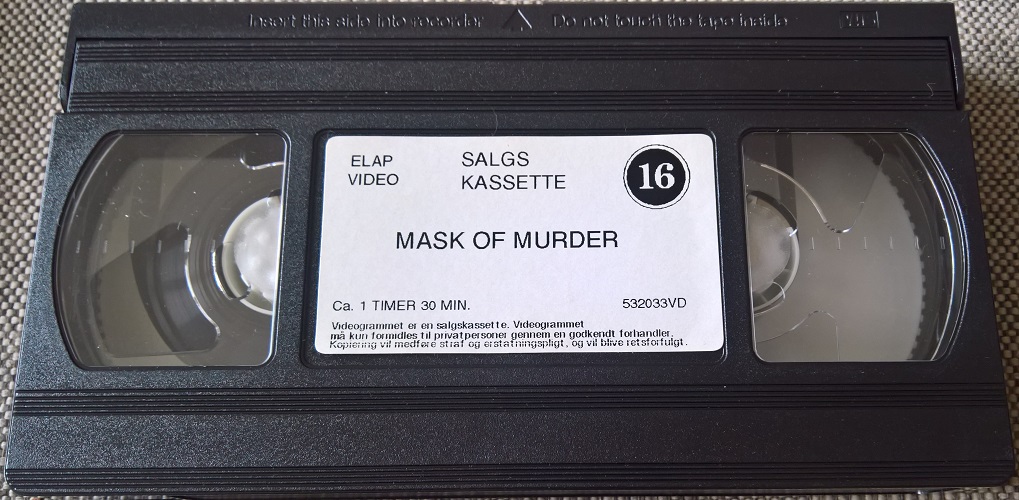 Insert this side into recorder Do not touch the tape inside
ELAP VIDEO
SALGS KASSETTE
16
MASK OF MURDER
Ca. 1 TIMER 30 MIN. 532033VD
Videogrammet er en salgskassette. Videogrammet
må kun formidles til privatpersoner gennem en godkendt forhandler.
Kopiering vil medføre straf og erstatningspligt, og vil blive retsforfulgt.